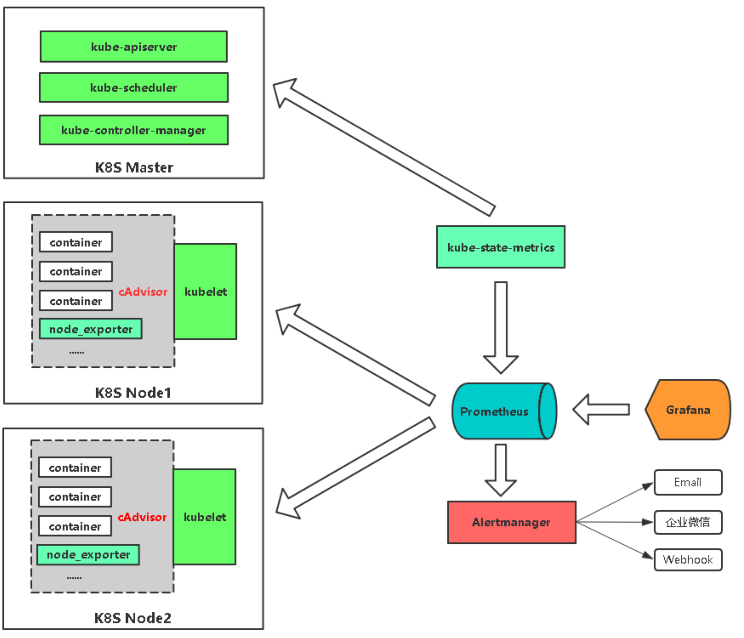 kube-apiserver
kube-scheduler
kube-controller-manager
K8S Master
container
container
container
cAdvisor
node_exporter
......
kubelet
K8S Node1
container
container
container
cAdvisor
node_exporter
......
kubelet
K8S Node2
kube-state-metrics
Prometheus
Grafana
Alertmanager
Email
企业微信
Webhook